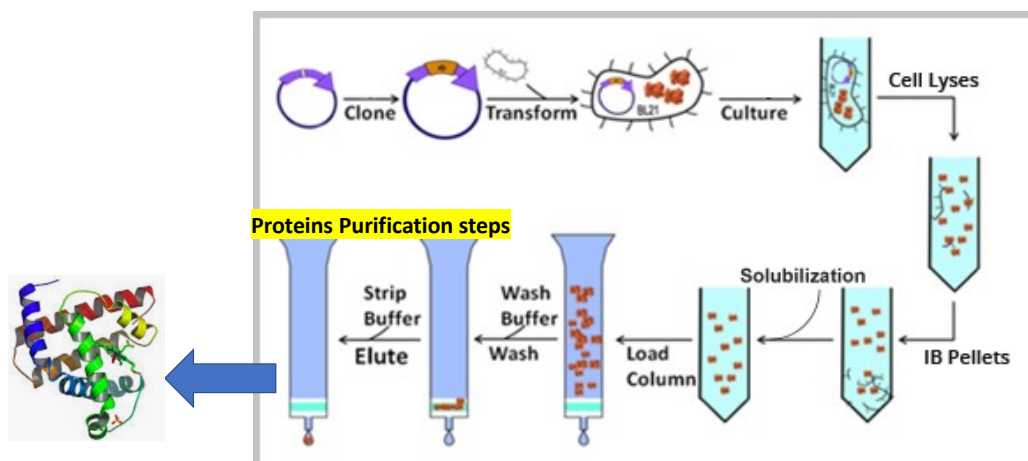 Clone
Transform
BL21
Culture
Cell Lyses
IB Pellets
Solubilization
Load
Column
Wash
Buffer
Wash
Strip
Buffer
Elute
Proteins Purification steps